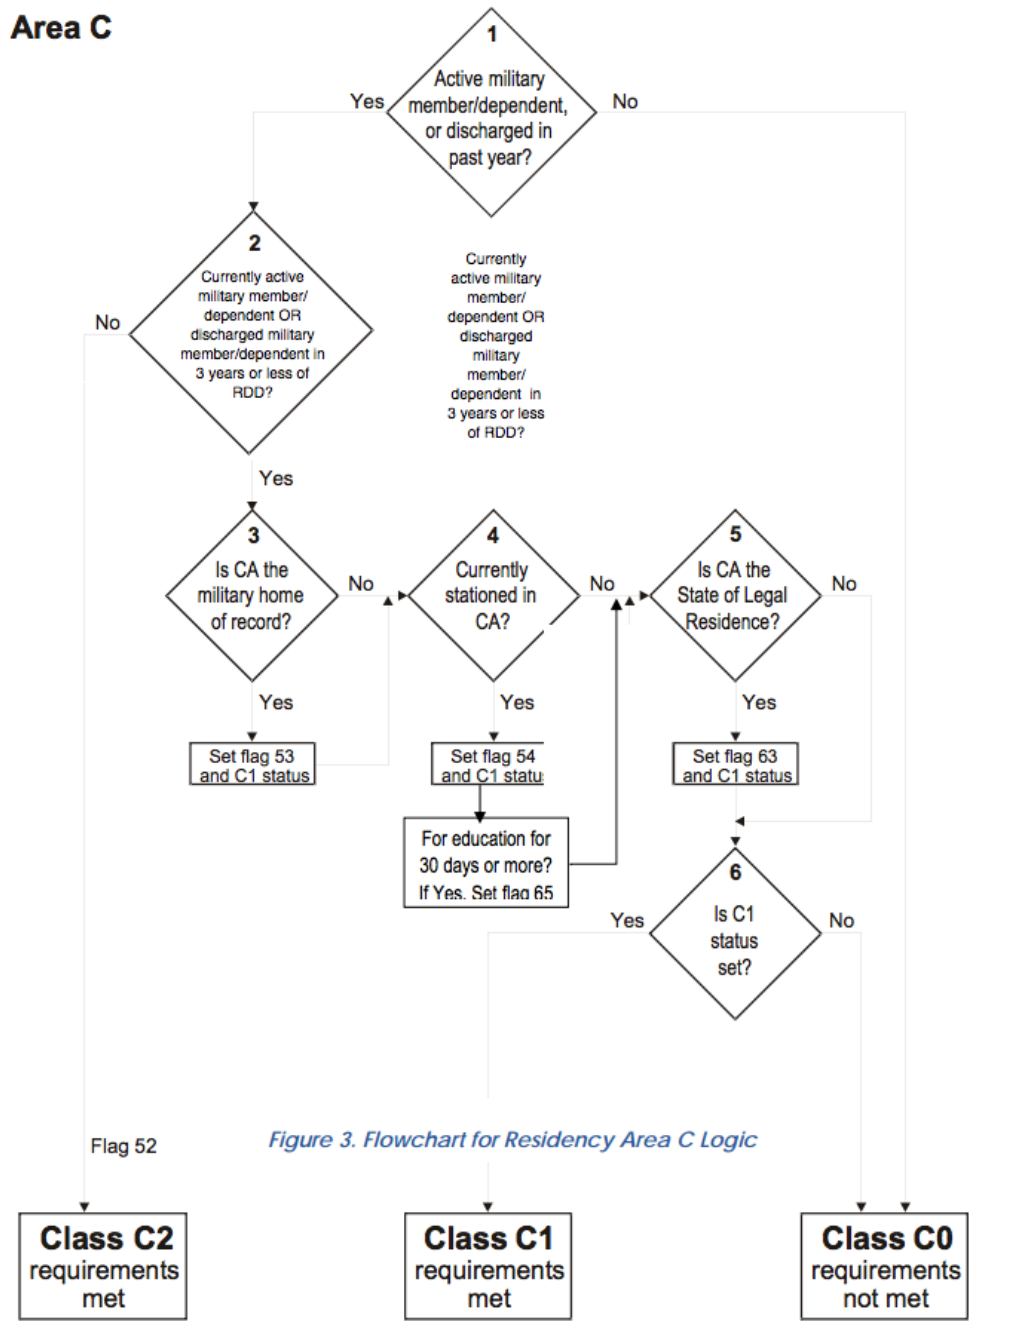 Area C
1
Active military
member/dependent,
or discharged in
past year?
Yes
No
2
Currently active
military member/
dependent OR
discharged military
member/dependent in
3 years or less of
RDD?
Currently
active military
member/
dependent OR
discharged
military
member/
dependent in
3 years or less
of RDD?
No
Yes
3
Is CA the
military home
of record?
No
4
Currently
stationed in
CA?
No
5
Is CA the
State of Legal
Residence?
No
Yes
Yes
Yes
Set flag 53
and C1 status
Set flag 54
and C1 statu
Set flag 63
and C1 status
For education for
30 days or more?
If Yes. Set flag 65
6
Is C1
status
set?
Yes
No
Flag 52
Figure 3. Flowchart for Residency Area C Logic
Class C2
requirements
met
Class C1
requirements
met
Class C0
requirements
not met